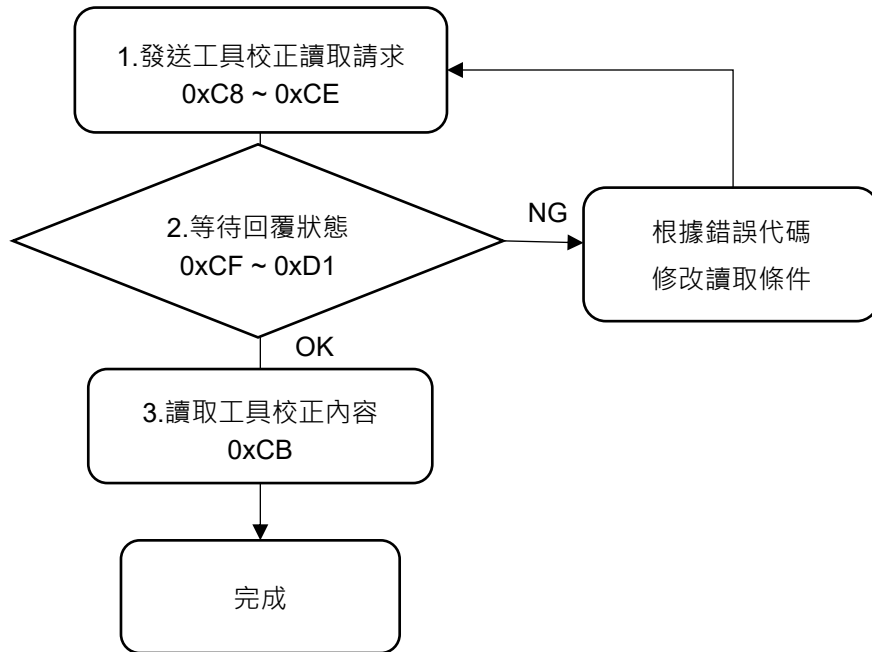 1.發送工具校正讀取請求
0xC8 ~ 0xCE
2.等待回覆狀態
0xCF ~ 0xD1
NG
根據錯誤代碼
修改讀取條件
OK
3.讀取工具校正內容
0xCB
完成